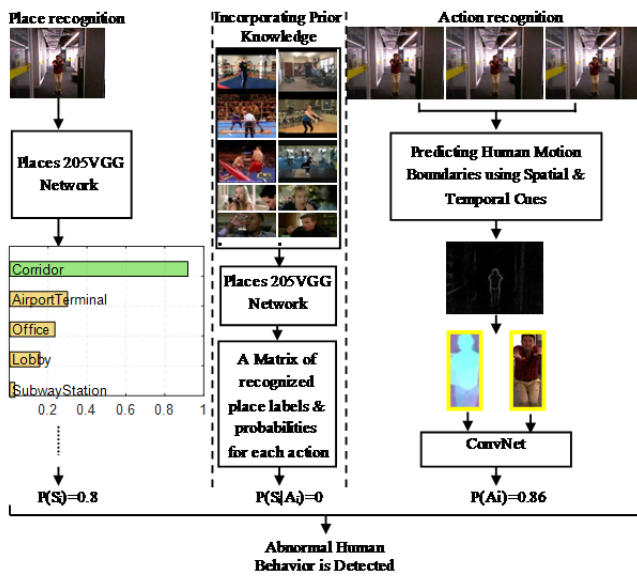 Place recognition
Places 205VGG
Network
Corridor
AirportTerminal
Office
Lobby
SubwayStation
0.2 0.4 0.6 0.8 1
P(Sᵢ)=0.8
Incorporating Prior
Knowledge
Places 205VGG
Network
A Matrix of
recognized
place labels &
probabilities
for each action
P(Sᵢ|Aᵢ)=0
Action recognition
Predicting Human Motion
Boundaries using Spatial &
Temporal Cues
ConvNet
P(Ai)=0.86
Abnormal Human
Behavior is Detected